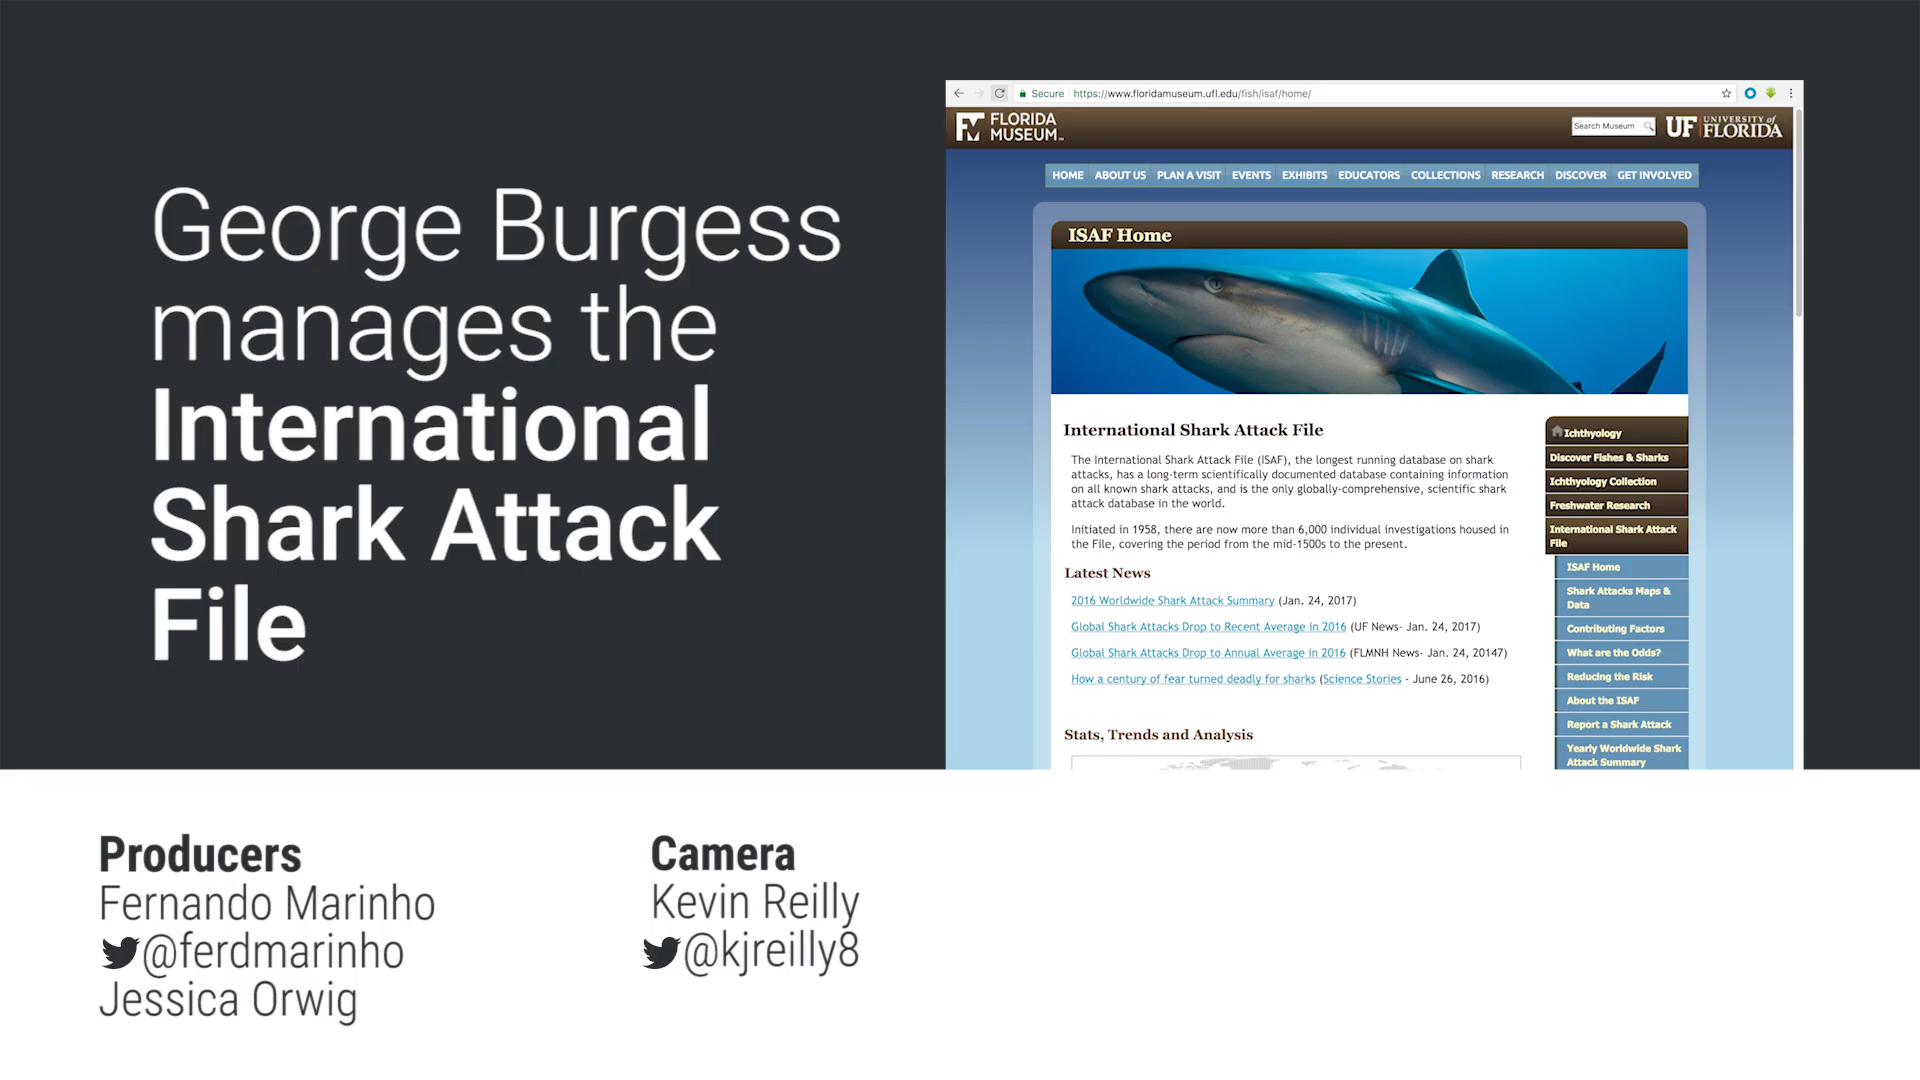 George Burgess
manages the
International
Shark Attack
File
Secure https://www.floridamuseum.ufl.edu/fish/isaf/home/
FLORIDA
MUSEUM
Search Museum
UF UNIVERSITY of
FLORIDA
HOME ABOUT US PLAN A VISIT EVENTS EXHIBITS EDUCATORS COLLECTIONS RESEARCH DISCOVER GET INVOLVED
ISAF Home
International Shark Attack File
The International Shark Attack File (ISAF), the longest running database on shark
attacks, has a long-term scientifically documented database containing information
on all known shark attacks, and is the only globally-comprehensive, scientific shark
attack database in the world.
Initiated in 1958, there are now more than 6,000 individual investigations housed in
the File, covering the period from the mid-1500s to the present.
Latest News
2016 Worldwide Shark Attack Summary (Jan. 24, 2017)
Global Shark Attacks Drop to Recent Average in 2016 (UF News- Jan. 24, 2017)
Global Shark Attacks Drop to Annual Average in 2016 (FLMNH News- Jan. 24, 20147)
How a century of fear turned deadly for sharks (Science Stories - June 26, 2016)
Stats, Trends and Analysis
Ichthyology
Discover Fishes & Sharks
Ichthyology Collection
Freshwater Research
International Shark Attack
File
ISAF Home
Shark Attacks Maps &
Data
Contributing Factors
What are the Odds?
Reducing the Risk
About the ISAF
Report a Shark Attack
Yearly Worldwide Shark
Attack Summary
Producers
Fernando Marinho
@ferdmarinho
Jessica Orwig
Camera
Kevin Reilly
@kjreilly8